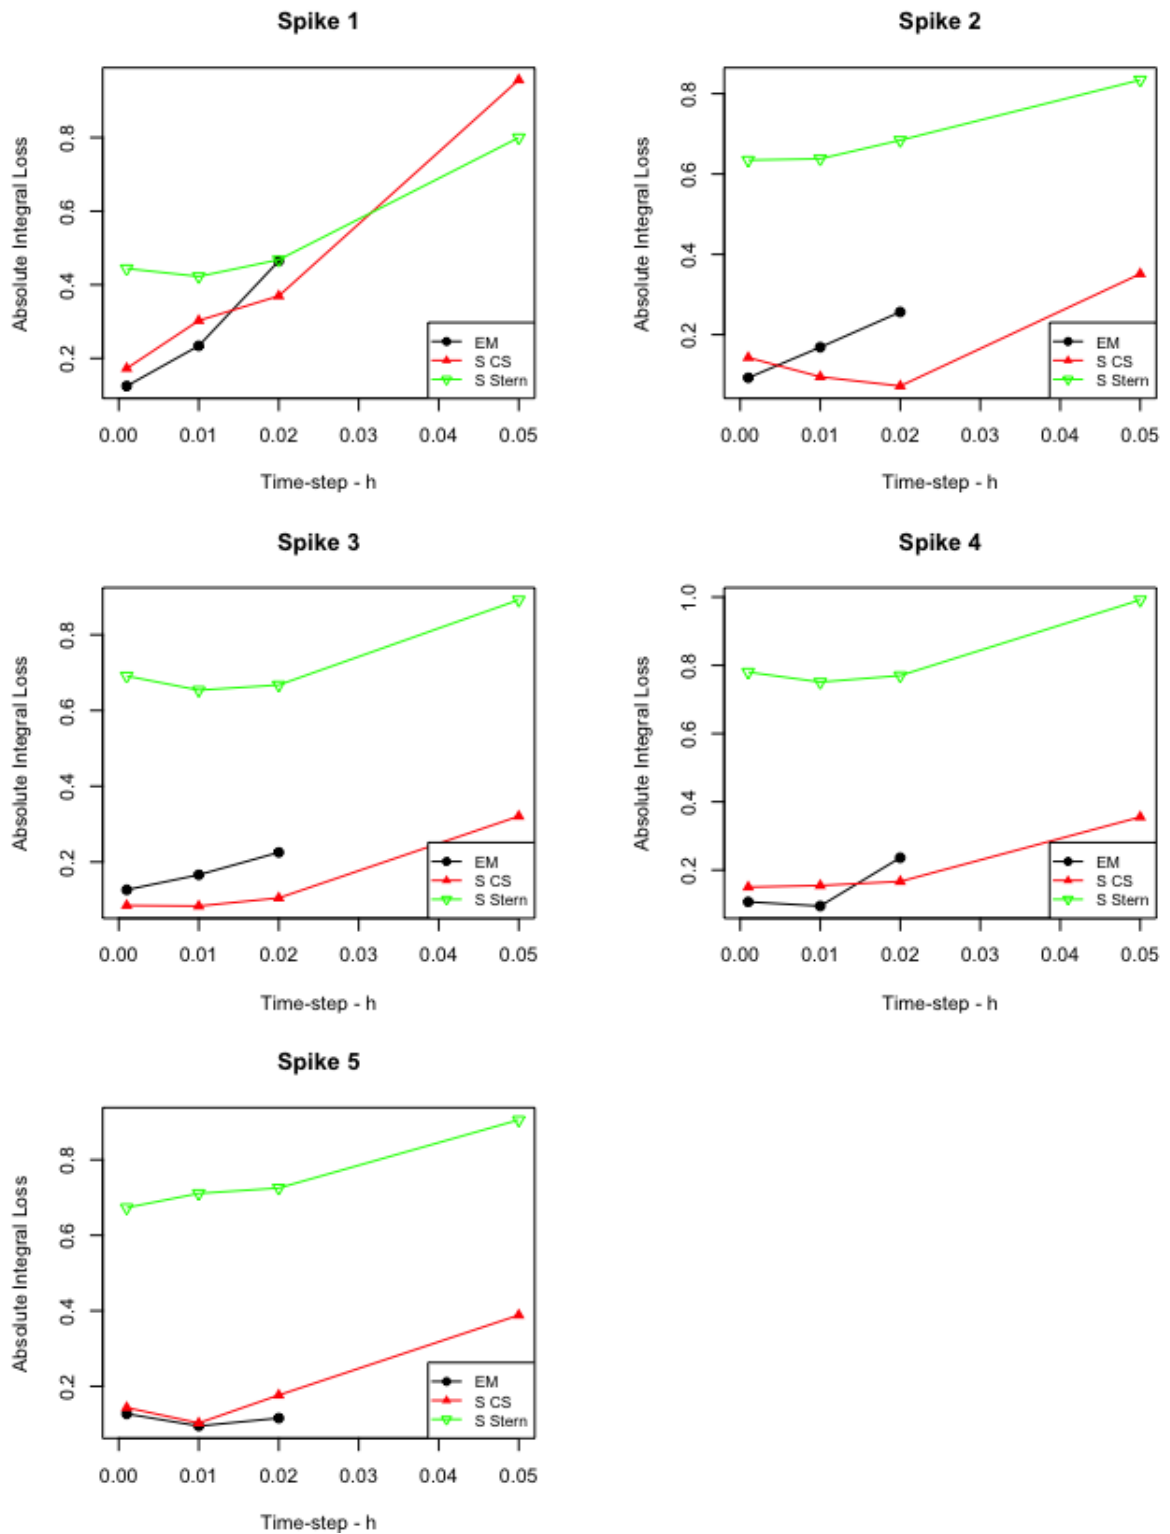 Spike 1
Absolute Integral Loss
0.8
0.6
0.4
0.2
EM
S CS
S Stern
0.00 0.01 0.02 0.03 0.04 0.05
Time-step - h
Spike 2
Absolute Integral Loss
0.8
0.6
0.4
0.2
EM
S CS
S Stern
0.00 0.01 0.02 0.03 0.04 0.05
Time-step - h
Spike 3
Absolute Integral Loss
0.8
0.6
0.4
0.2
EM
S CS
S Stern
0.00 0.01 0.02 0.03 0.04 0.05
Time-step - h
Spike 4
Absolute Integral Loss
1.0
0.8
0.6
0.4
0.2
EM
S CS
S Stern
0.00 0.01 0.02 0.03 0.04 0.05
Time-step - h
Spike 5
Absolute Integral Loss
0.8
0.6
0.4
0.2
EM
S CS
S Stern
0.00 0.01 0.02 0.03 0.04 0.05
Time-step - h